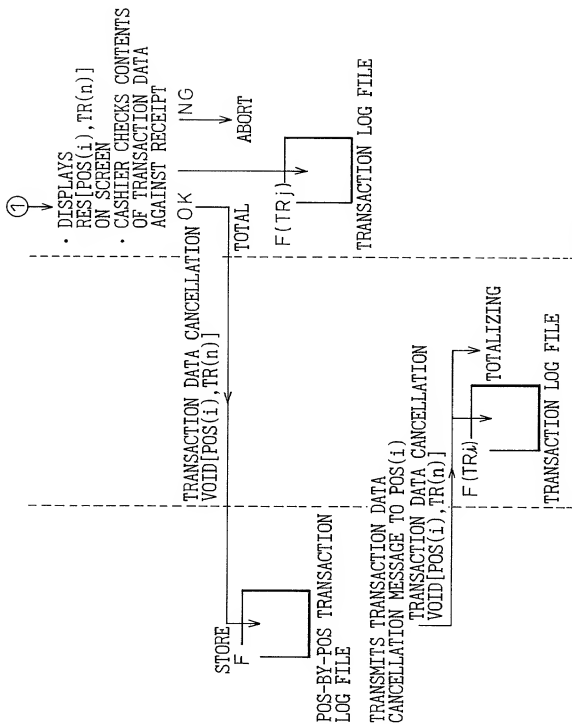 ①
· DISPLAYS
RES[POS(i),TR(n)]
ON SCREEN
· CASHIER CHECKS CONTENTS
OF TRANSACTION DATA
AGAINST RECEIPT
OK
NG
ABORT
TOTAL
F(TRj)
TRANSACTION LOG FILE
TRANSACTION DATA CANCELLATION
VOID[POS(i),TR(n)]
STORE
F
POS-BY-POS TRANSACTION
LOG FILE
TRANSMITS TRANSACTION DATA
CANCELLATION MESSAGE TO POS(i)
TRANSACTION DATA CANCELLATION
VOID[POS(i),TR(n)]
F(TRi)
TOTALIZING
TRANSACTION LOG FILE